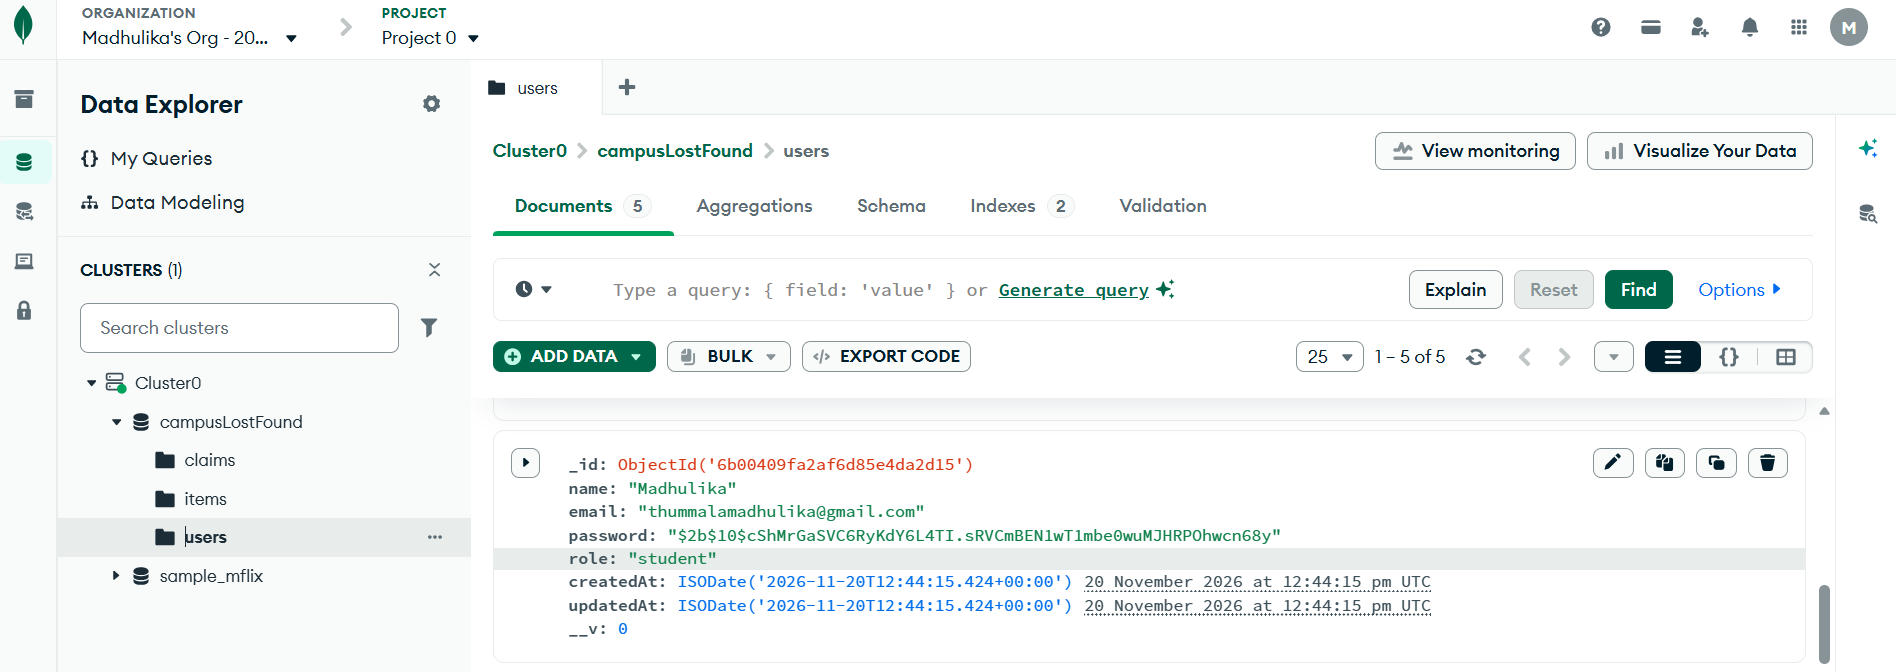 ORGANIZATION
Madhulika's Org - 20...
PROJECT
Project 0
M
Data Explorer
My Queries
Data Modeling
CLUSTERS (1)
Search clusters
Cluster0
campusLostFound
claims
items
users
sample_mflix
users
Cluster0 campusLostFound users
View monitoring
Visualize Your Data
Documents 5
Aggregations
Schema
Indexes 2
Validation
Type a query: { field: 'value' } or Generate query
Explain
Reset
Find
Options
ADD DATA
BULK
EXPORT CODE
25
1 – 5 of 5
_id: ObjectId('6b00409fa2af6d85e4da2d15')
name: "Madhulika"
email: "thummalamadhulika@gmail.com"
password: "$2b$10$cShMrGaSVC6RyKdY6L4TI.sRVCmBEN1wT1mbe0wuMJHRPOhwcn68y"
role: "student"
createdAt: ISODate('2026-11-20T12:44:15.424+00:00') 20 November 2026 at 12:44:15 pm UTC
updatedAt: ISODate('2026-11-20T12:44:15.424+00:00') 20 November 2026 at 12:44:15 pm UTC
__v: 0